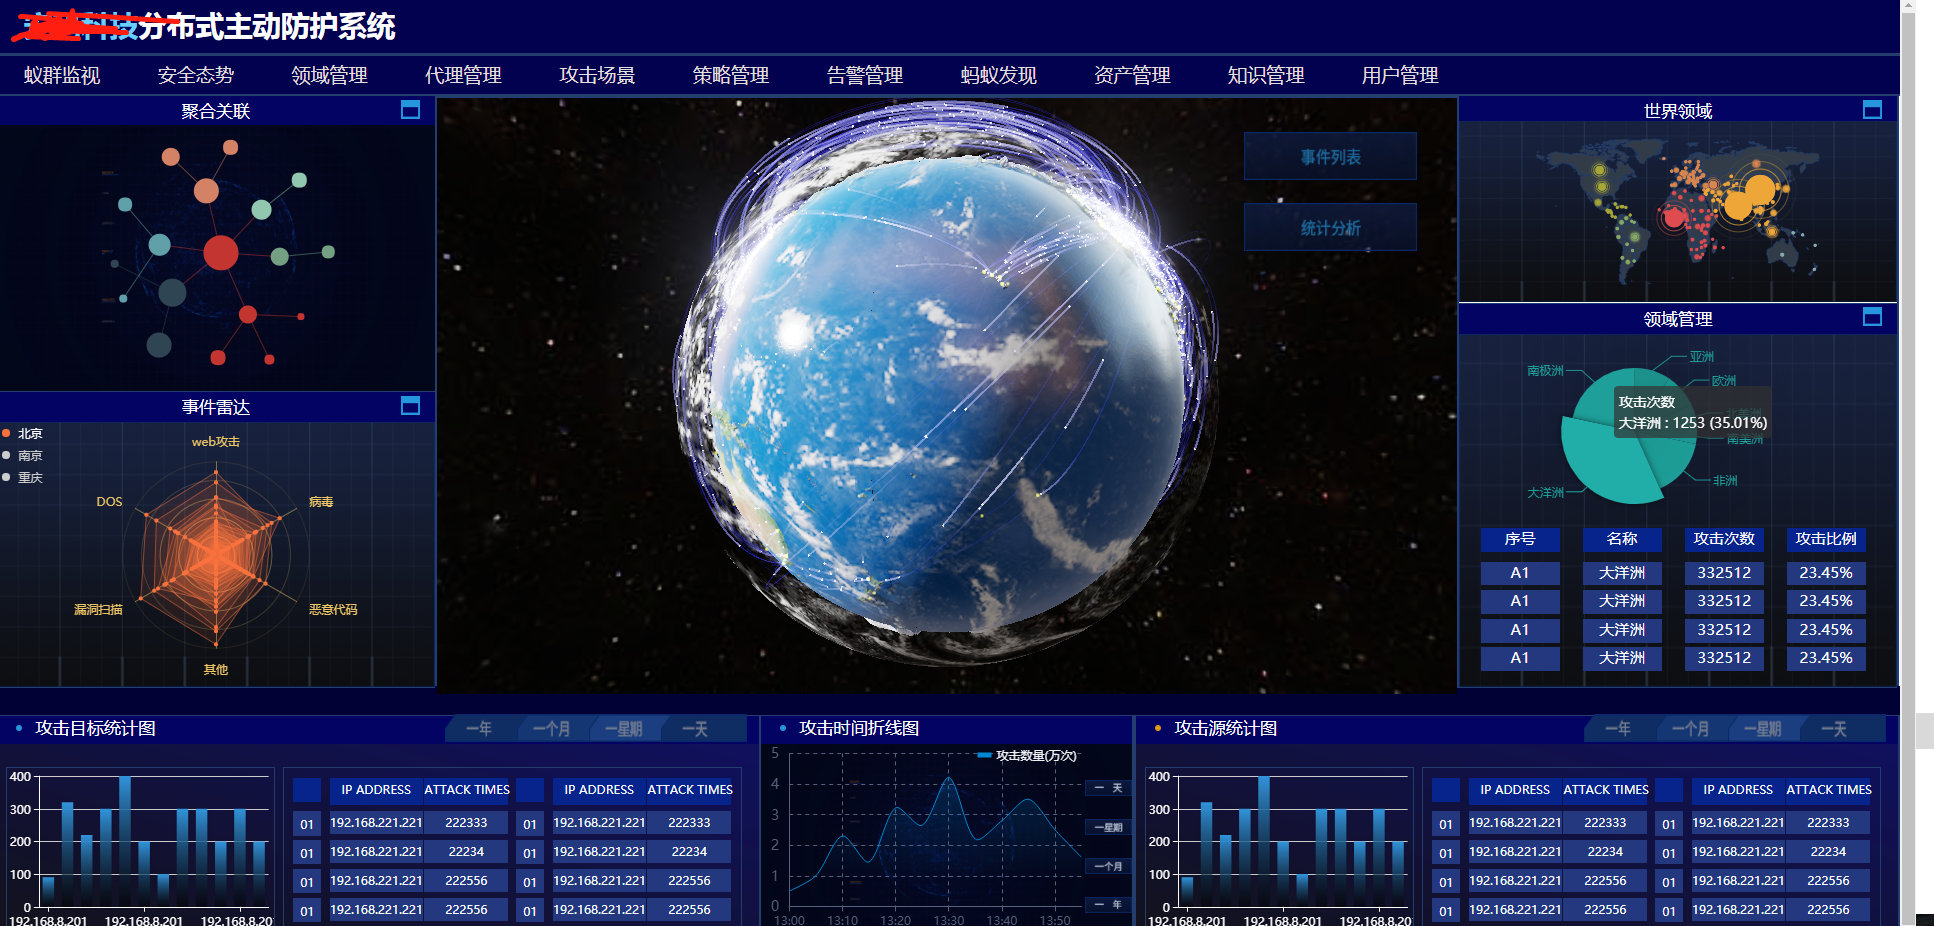 科技分布式主动防护系统
蚁群监视 安全态势 领域管理 代理管理 攻击场景 策略管理 告警管理 蚂蚁发现 资产管理 知识管理 用户管理
聚合关联
事件雷达
北京
南京
重庆
web攻击
DOS
病毒
漏洞扫描
恶意代码
其他
事件列表
统计分析
世界领域
领域管理
亚洲
南极洲
欧洲
攻击次数
大洋洲 : 1253 (35.01%)
南美洲
非洲
大洋洲
序号 名称 攻击次数 攻击比例
A1 大洋洲 332512 23.45%
A1 大洋洲 332512 23.45%
A1 大洋洲 332512 23.45%
A1 大洋洲 332512 23.45%
攻击目标统计图
一年 一个月 一星期 一天
400
300
200
100
0
192.168.8.201 192.168.8.201 192.168.8.20
IP ADDRESS ATTACK TIMES IP ADDRESS ATTACK TIMES
01 192.168.221.221 222333 01 192.168.221.221 222333
01 192.168.221.221 22234 01 192.168.221.221 22234
01 192.168.221.221 222556 01 192.168.221.221 222556
01 192.168.221.221 222556 01 192.168.221.221 222556
攻击时间折线图
攻击数量(万次)
5
4
3
2
1
0
13:00 13:10 13:20 13:30 13:40 13:50
一 天
一星期
一个月
一 年
攻击源统计图
一年 一个月 一星期 一天
400
300
200
100
0
192.168.8.201 192.168.8.201 192.168.8.20
IP ADDRESS ATTACK TIMES IP ADDRESS ATTACK TIMES
01 192.168.221.221 222333 01 192.168.221.221 222333
01 192.168.221.221 22234 01 192.168.221.221 22234
01 192.168.221.221 222556 01 192.168.221.221 222556
01 192.168.221.221 222556 01 192.168.221.221 222556